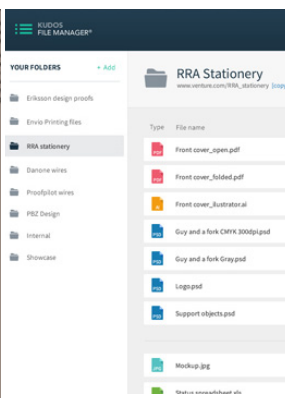 KUDOS
FILE MANAGER®
YOUR FOLDERS + Add
Eriksson design proofs
Envio Printing files
RRA stationery
Danone wires
Proofpilot wires
PBZ Design
Internal
Showcase
RRA Stationery
www.venture.com/RRA_stationery [copy
Type File name
Front cover_open.pdf
Front cover_folded.pdf
Front cover_ilustrator.ai
Guy and a fork CMYK 300dpi.psd
Guy and a fork Gray.psd
Logo.psd
Support objects.psd
Mockup.jpg
Status spreadsheet.xls